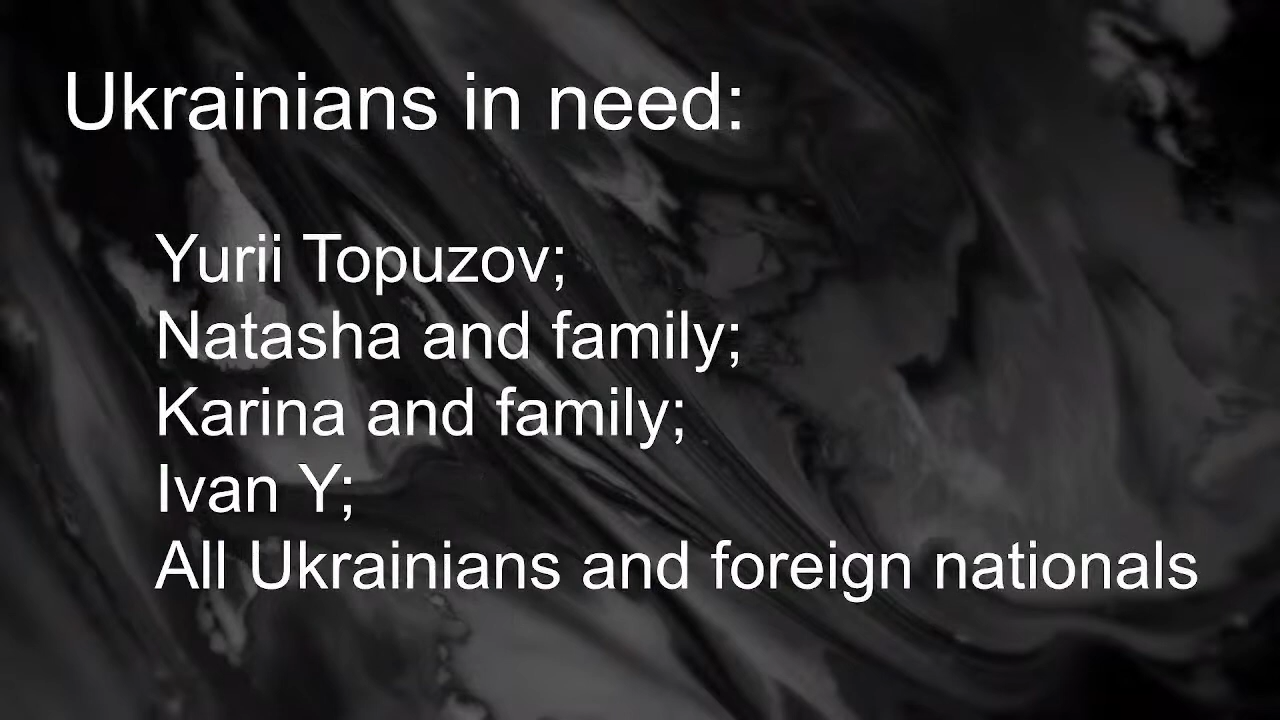 Ukrainians in need:
Yurii Topuzov;
Natasha and family;
Karina and family;
Ivan Y;
All Ukrainians and foreign nationals